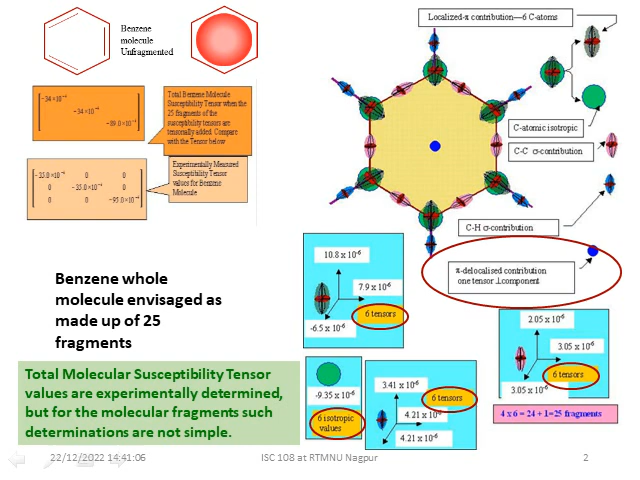 Benzene
molecule
Unfragmented
Localized-π contribution—6 C-atoms
-34 ×10⁻⁶
-34 ×10⁻⁶
-89.0 ×10⁻⁶
Total Benzene Molecule
Susceptibility Tensor when the
25 fragments of the
susceptibility tensors are
tensorially added. Compare
with the Tensor below
-25.0×10⁻⁶ 0 0
0 -25.0×10⁻⁶ 0
0 0 -95.0×10⁻⁶
Experimentally Measured
Susceptibility Tensor
values for Benzene
Molecule
C-atomic isotropic
C-C σ-contribution
C-H σ-contribution
π-delocalised contribution
one tensor ⊥component
Benzene whole
molecule envisaged as
made up of 25
fragments
10.8 x 10⁻⁶
7.9 x 10⁻⁶
6 tensors
-6.5 x 10⁻⁶
2.05 x 10⁻⁶
3.05 x 10⁻⁶
6 tensors
3.05 x 10⁻⁶
4 x 6 = 24 + 1=25 fragments
Total Molecular Susceptibility Tensor
values are experimentally determined,
but for the molecular fragments such
determinations are not simple.
-9.35 x 10⁻⁶
6 isotropic
values
3.41 x 10⁻⁶
6 tensors
4.21 x 10⁻⁶
4.21 x 10⁻⁶
22/12/2022 14:41:06
ISC 108 at RTMNU Nagpur
2